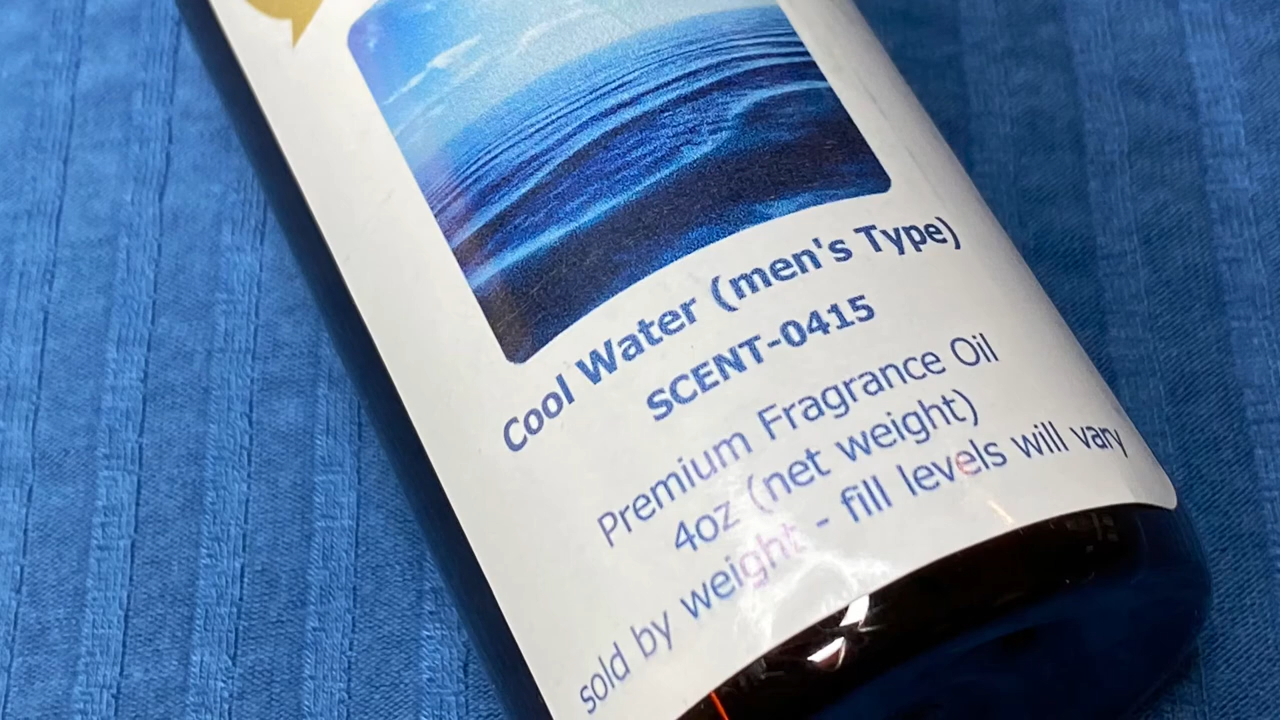 Cool Water (men's Type)
SCENT-0415
Premium Fragrance Oil
4oz (net weight)
sold by weight - fill levels will vary